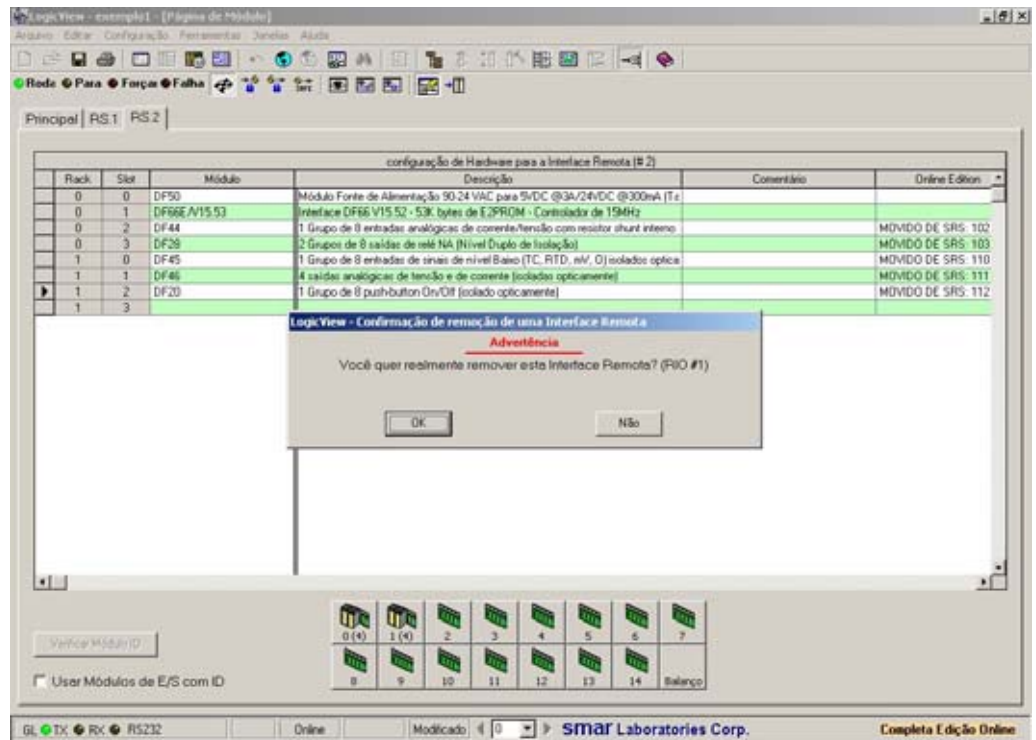 LogicView - exemplo1 - [Página de Módulo]
Arquivo Editar Configuração Ferramentas Janelas Ajuda
Roda Para Forçar Falha
Principal RS.1 RS.2
configuração de Hardware para a Interface Remota (# 2)
Rack Slot Módulo Descrição Comentário Online Edition
0 0 DF50 Módulo Fonte de Alimentação 90-24 VAC para 5VDC @3A/24VDC @300mA (Te
0 1 DF66E /V15.53 Interface DF66 V15.52 - 53K bytes de E2PROM - Controlador de 15MHz
0 2 DF44 1 Grupo de 8 entradas analógicas de corrente/tensão com resistor shunt interno MOVIDO DE SRS: 102
0 3 DF28 2 Grupos de 8 saídas de relé NA (Nível Duplo de Isolação) MOVIDO DE SRS: 103
1 0 DF45 1 Grupo de 8 entradas de sinais de nível Baixo (TC, RTD, mV, O) isolados optica MOVIDO DE SRS: 110
1 1 DF46 4 saídas analógicas de tensão e de corrente (isoladas opticamente) MOVIDO DE SRS: 111
1 2 DF20 1 Grupo de 8 push-button On/Off (isolado opticamente) MOVIDO DE SRS: 112
1 3
LogicView - Confirmação de remoção de uma Interface Remota
Advertência
Você quer realmente remover esta Interface Remota? (RIO #1)
OK Não
0 (4) 1 (4) 2 3 4 5 6 7
Verificar Módulo ID
8 9 10 11 12 13 14 Balanço
Usar Módulos de E/S com ID
GL TX RX RS232 Online Modificado 0 smar Laboratories Corp. Completa Edição Online